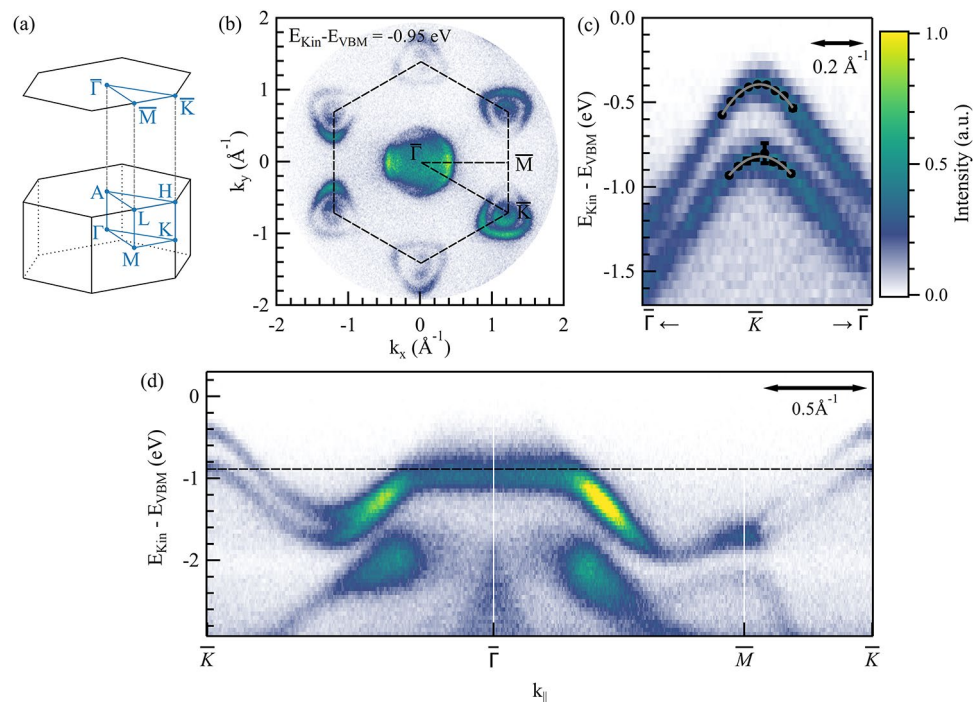 (a)
Γ̅
K̅
M̅
A
H
L
Γ
K
M
(b)
E_Kin-E_VBM = -0.95 eV
k_y (Å⁻¹)
2
1
0
-1
-2
Γ̅
M̅
K̅
-2
-1
0
1
2
k_x (Å⁻¹)
(c)
E_Kin - E_VBM (eV)
0.0
-0.5
-1.0
-1.5
0.2 Å⁻¹
Γ̅ ←
K̅
→ Γ̅
1.0
0.5
0.0
Intensity (a.u.)
(d)
E_Kin - E_VBM (eV)
0
-1
-2
0.5Å⁻¹
K̅
Γ̅
M̅
K̅
k_||